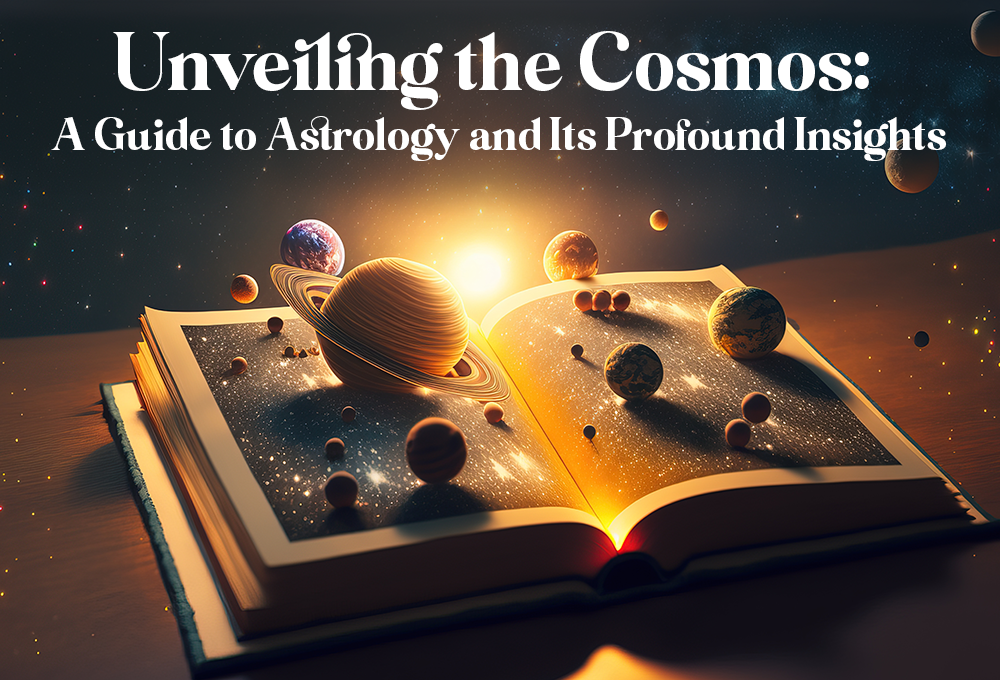 Unveiling the Cosmos:
A Guide to Astrology and Its Profound Insights